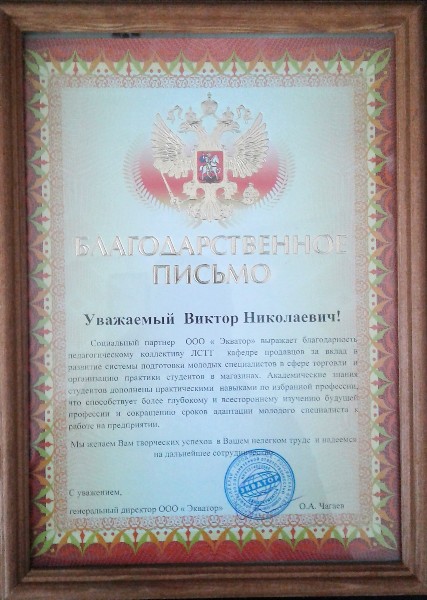 БЛАГОДАРСТВЕННОЕ
ПИСЬМО
Уважаемый Виктор Николаевич!
Социальный партнер ООО « Экватор» выражает благодарность
педагогическому коллективу ЛСТТ кафедре продавцов за вклад в
развитие системы подготовки молодых специалистов в сфере торговли и
организацию практики студентов в магазинах. Академические знания
студентов дополнены практическими навыками по избранной профессии,
что способствует более глубокому и всестороннему изучению будущей
профессии и сокращению сроков адаптации молодого специалиста к
работе на предприятии.
Мы желаем Вам творческих успехов в Вашем нелегком труде и надеемся
на дальнейшее сотрудничество.
С уважением,
генеральный директор ООО « Экватор»
ЭКВАТОР
О.А. Чагаев